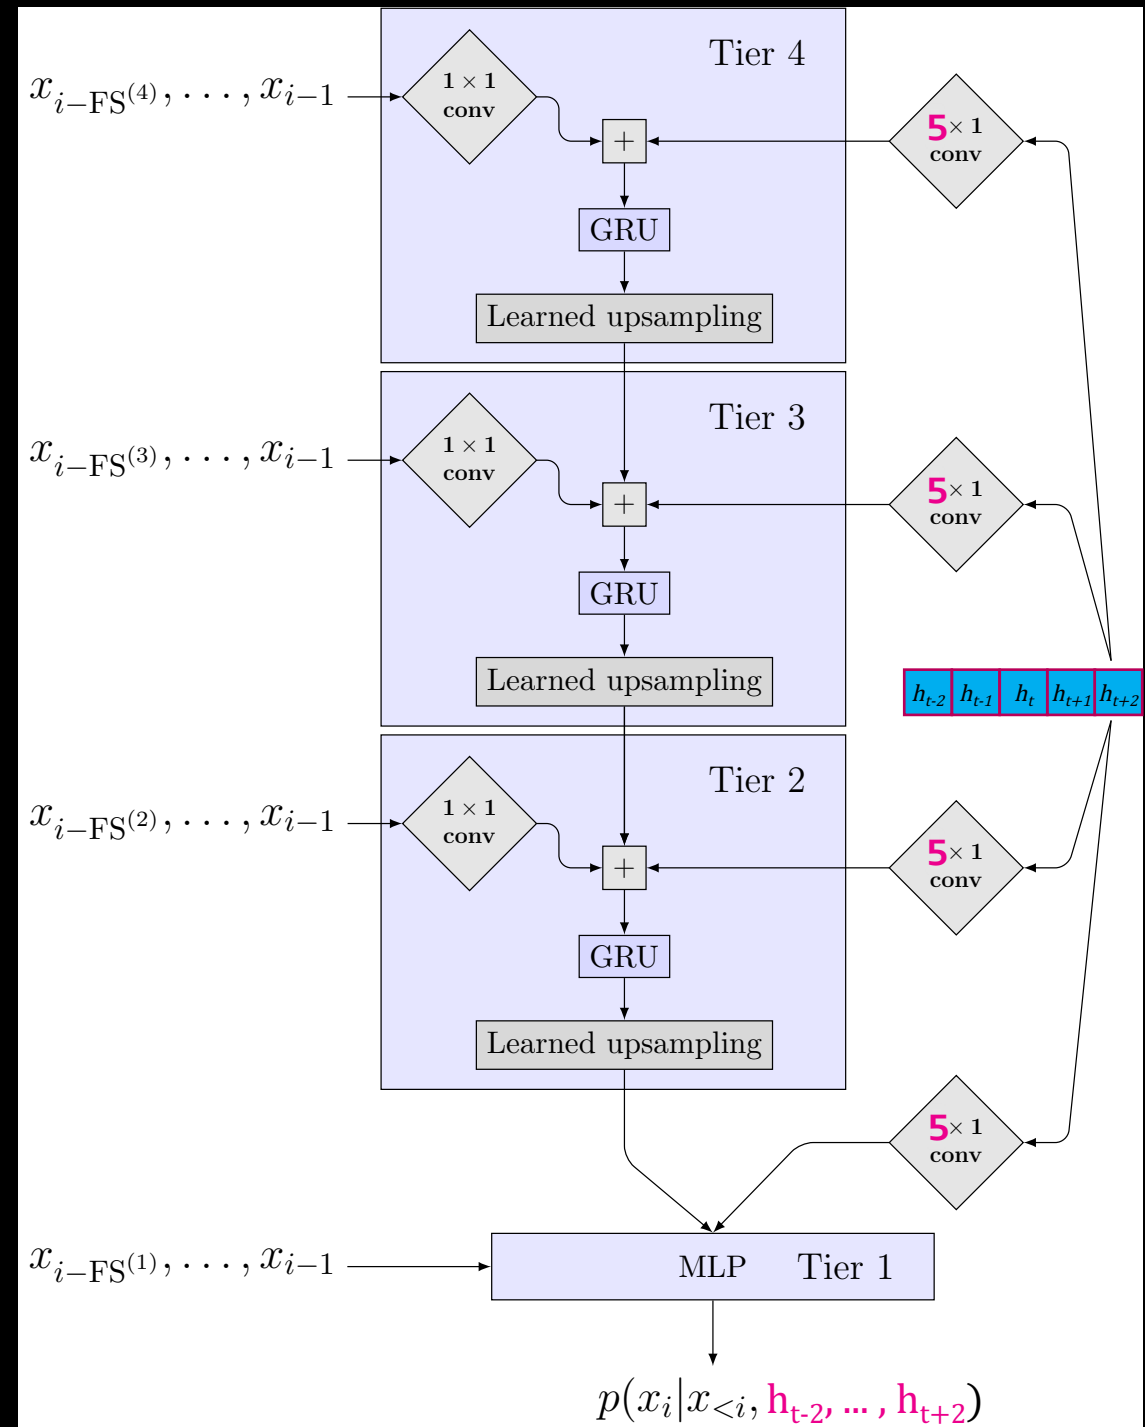 Tier 4
x_{i−FS^{(4)}}, . . . , x_{i−1}
1 × 1
conv
5 × 1
conv
+
GRU
Learned upsampling
Tier 3
x_{i−FS^{(3)}}, . . . , x_{i−1}
1 × 1
conv
5 × 1
conv
+
GRU
Learned upsampling
h_{t-2} h_{t-1} h_t h_{t+1} h_{t+2}
Tier 2
x_{i−FS^{(2)}}, . . . , x_{i−1}
1 × 1
conv
5 × 1
conv
+
GRU
Learned upsampling
5 × 1
conv
x_{i−FS^{(1)}}, . . . , x_{i−1}
MLP Tier 1
p(x_i|x_{<i}, h_{t-2}, ... , h_{t+2})